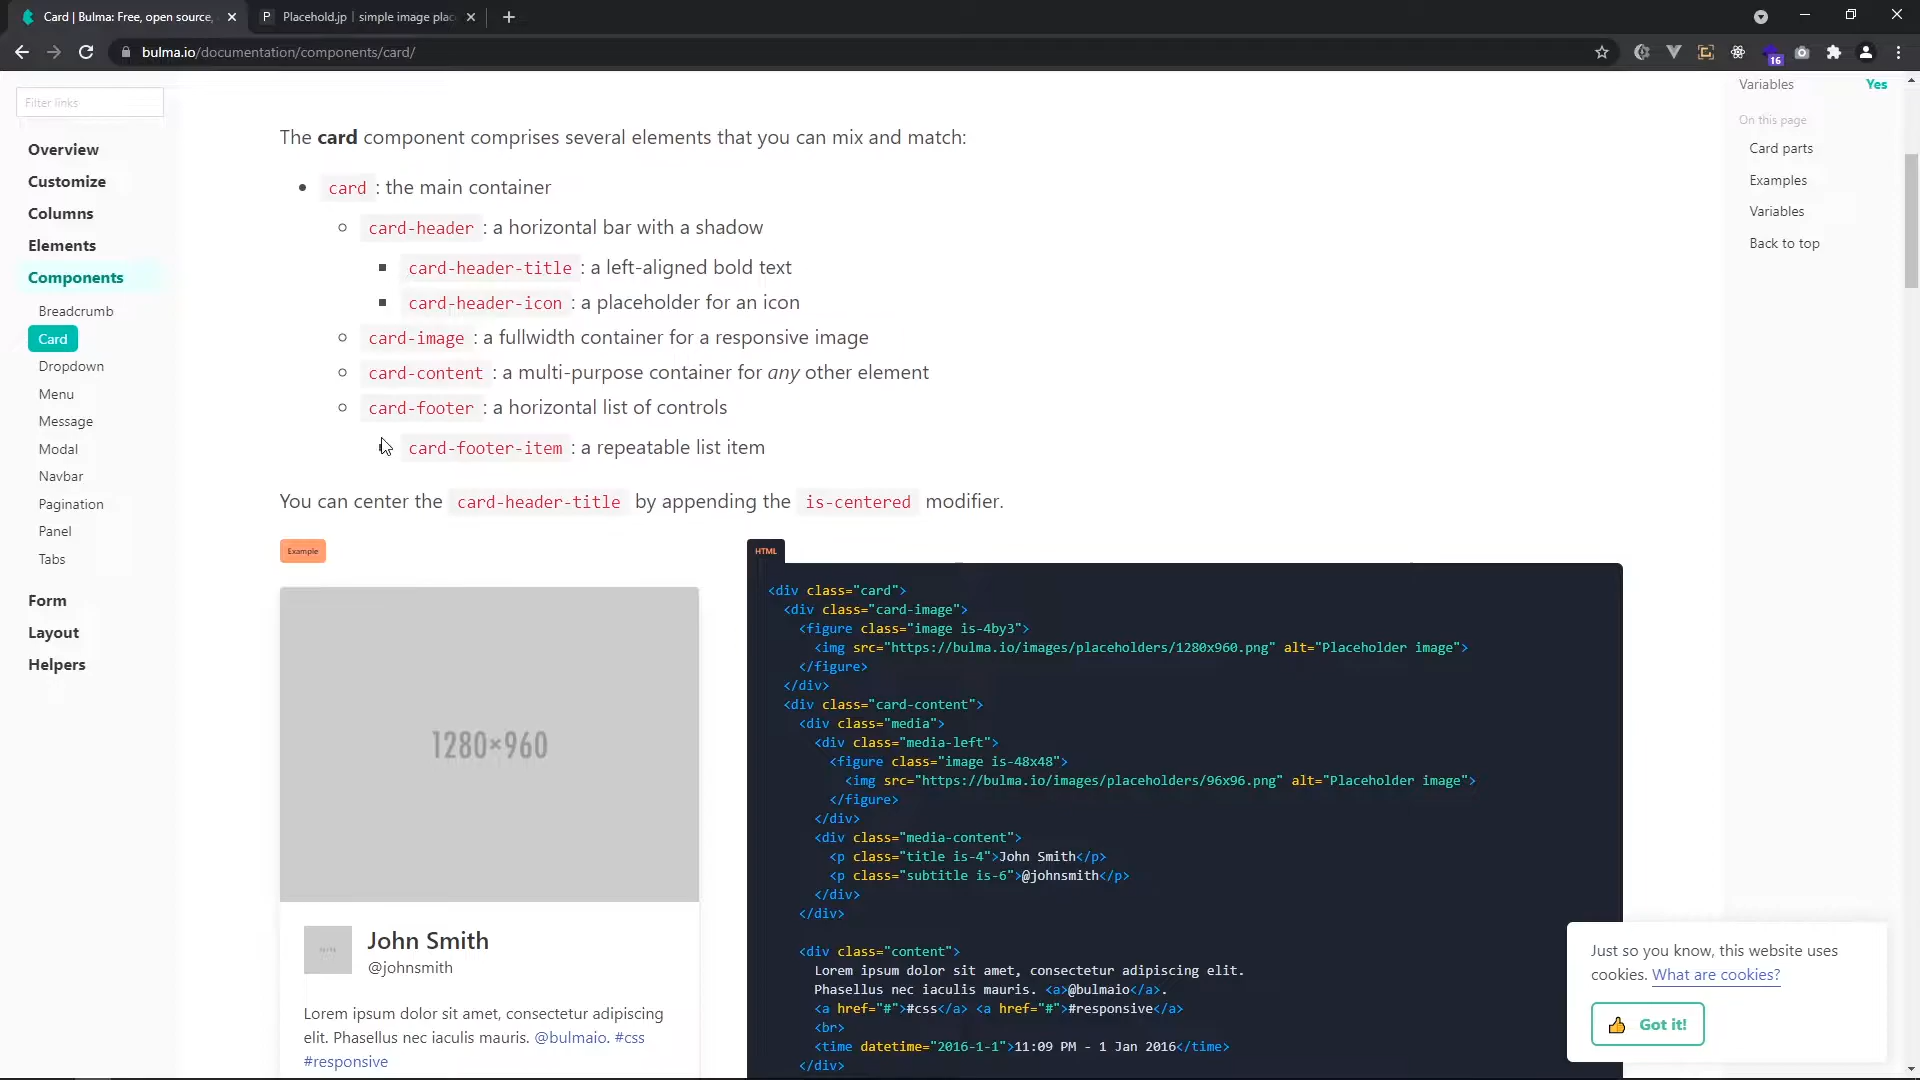 Card | Bulma: Free, open source,
Placehold.jp | simple image plac
bulma.io/documentation/components/card/
16
Filter links
Overview
Customize
Columns
Elements
Components
Breadcrumb
Card
Dropdown
Menu
Message
Modal
Navbar
Pagination
Panel
Tabs
Form
Layout
Helpers
The card component comprises several elements that you can mix and match:
card : the main container
card-header : a horizontal bar with a shadow
card-header-title : a left-aligned bold text
card-header-icon : a placeholder for an icon
card-image : a fullwidth container for a responsive image
card-content : a multi-purpose container for any other element
card-footer : a horizontal list of controls
card-footer-item : a repeatable list item
You can center the card-header-title by appending the is-centered modifier.
Example
1280×960
John Smith
@johnsmith
Lorem ipsum dolor sit amet, consectetur adipiscing
elit. Phasellus nec iaculis mauris. @bulmaio. #css
#responsive
HTML
<div class="card">
<div class="card-image">
<figure class="image is-4by3">
<img src="https://bulma.io/images/placeholders/1280x960.png" alt="Placeholder image">
</figure>
</div>
<div class="card-content">
<div class="media">
<div class="media-left">
<figure class="image is-48x48">
<img src="https://bulma.io/images/placeholders/96x96.png" alt="Placeholder image">
</figure>
</div>
<div class="media-content">
<p class="title is-4">John Smith</p>
<p class="subtitle is-6">@johnsmith</p>
</div>
</div>
<div class="content">
Lorem ipsum dolor sit amet, consectetur adipiscing elit.
Phasellus nec iaculis mauris. <a>@bulmaio</a>.
<a href="#">#css</a> <a href="#">#responsive</a>
<br>
<time datetime="2016-1-1">11:09 PM - 1 Jan 2016</time>
</div>
Variables Yes
On this page
Card parts
Examples
Variables
Back to top
Just so you know, this website uses
cookies. What are cookies?
Got it!